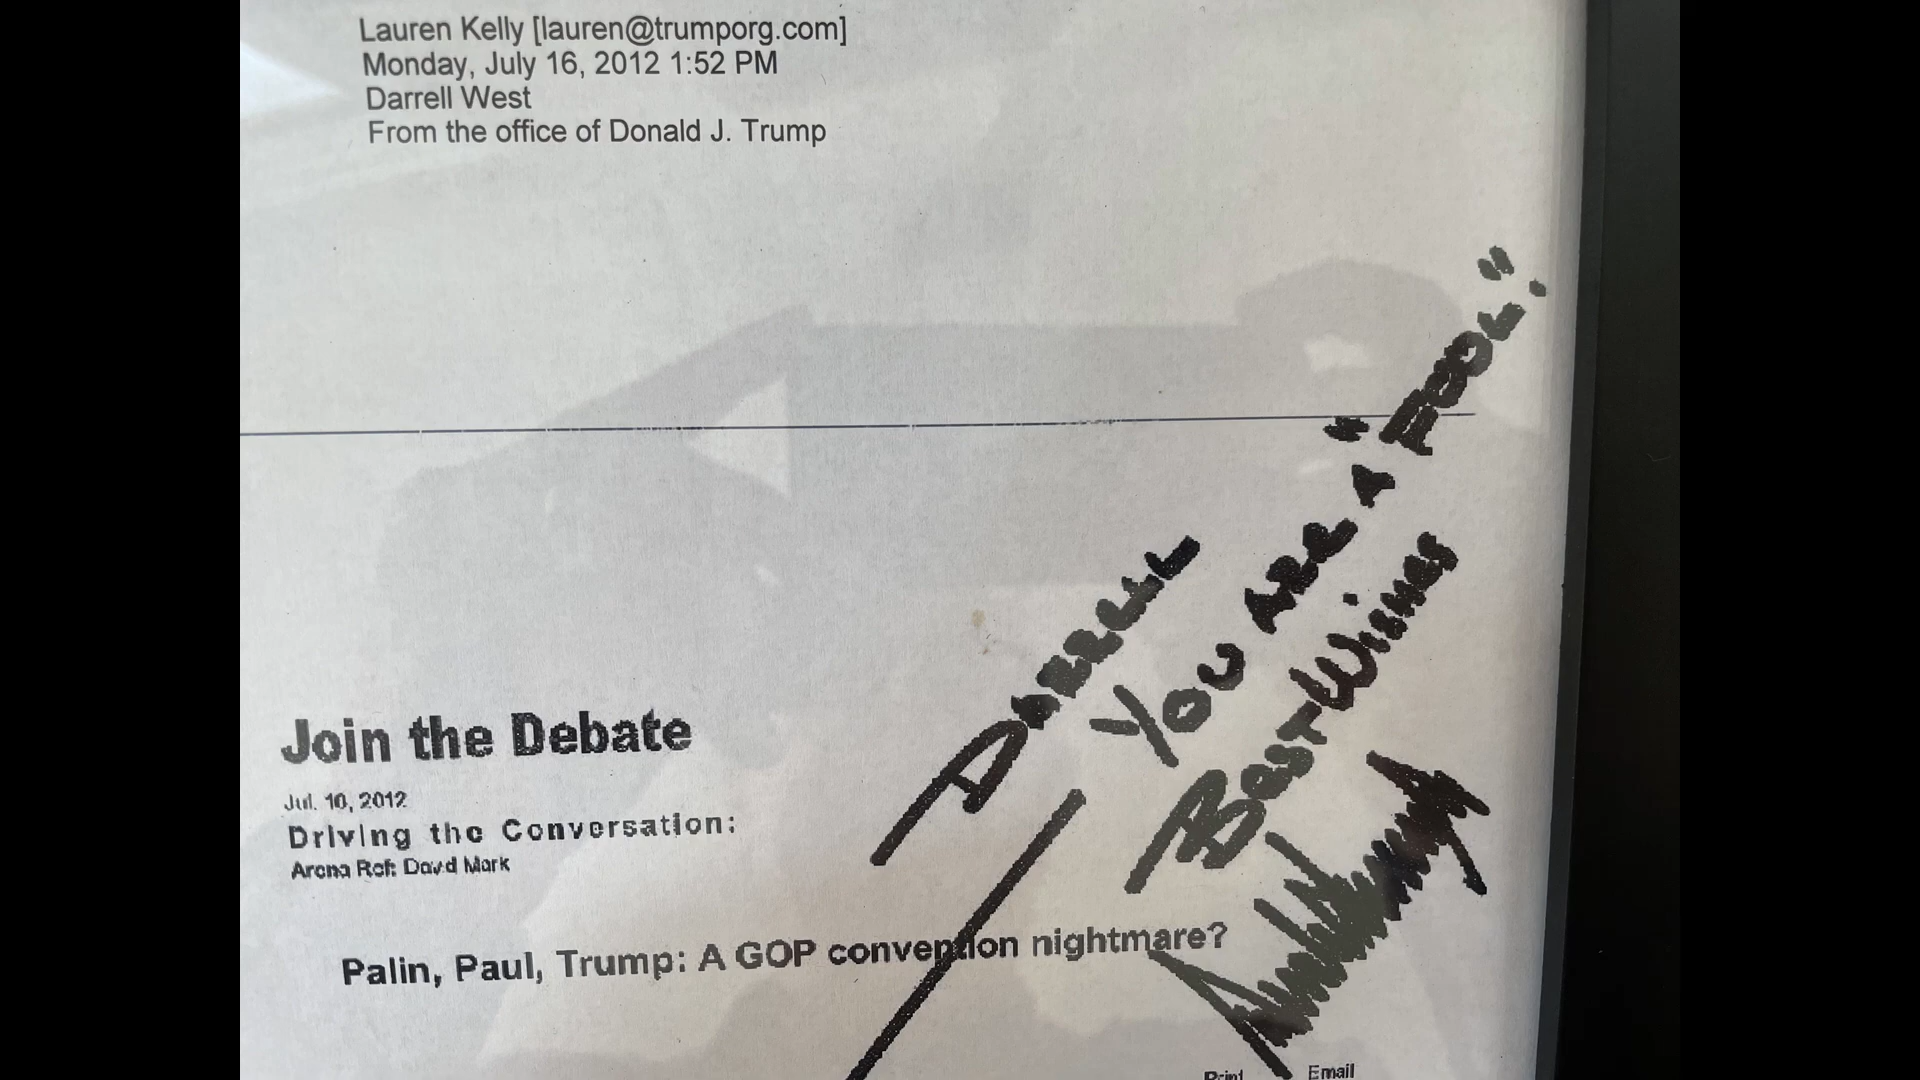 Lauren Kelly [lauren@trumporg.com]
Monday, July 16, 2012 1:52 PM
Darrell West
From the office of Donald J. Trump
DARRELL
YOU ARE A "FOOL."
BEST WISHES
Join the Debate
Jul. 10, 2012
Driving the Conversation:
Arena Ref: David Mark
Palin, Paul, Trump: A GOP convention nightmare?
Print Email